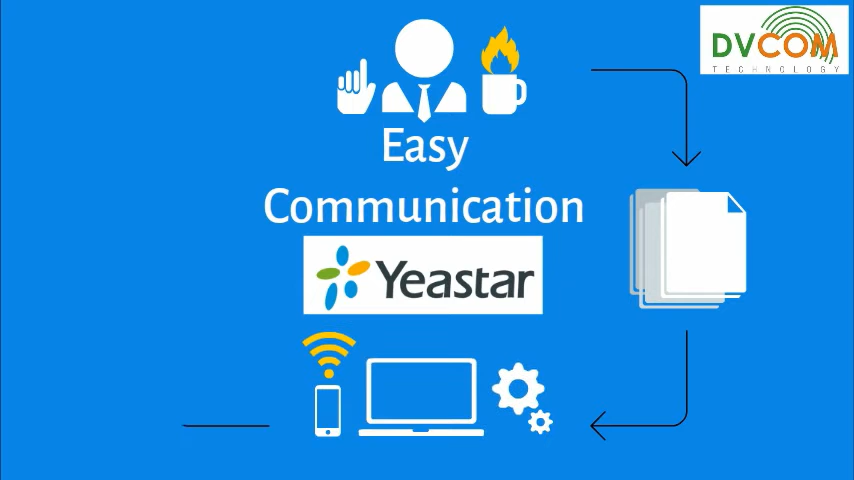 DVCOM
TECHNOLOGY
Easy
Communication
Yeastar